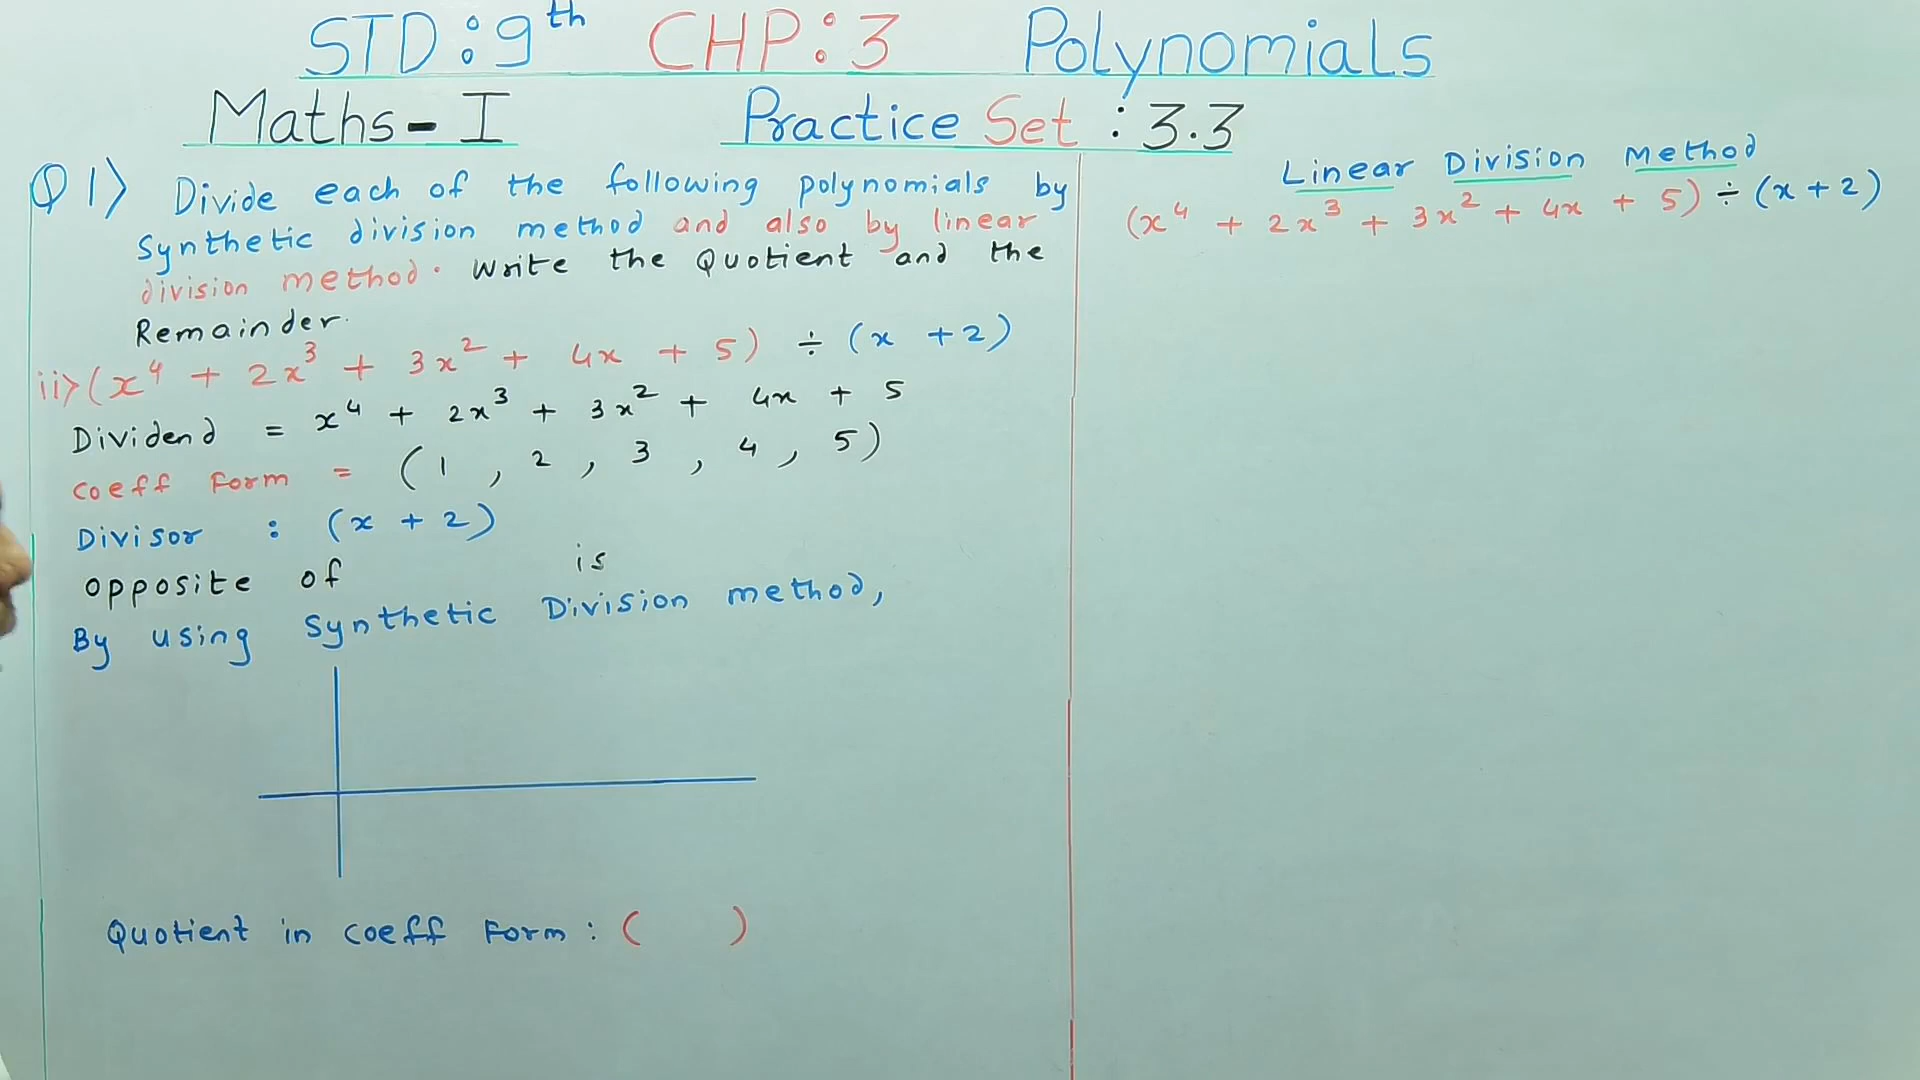 STD : 9th CHP : 3 Polynomials
Maths - I Practice Set : 3.3
Q 1) Divide each of the following polynomials by
synthetic division method and also by linear
division method. Write the Quotient and the
Remainder.
ii) (x⁴ + 2x³ + 3x² + 4x + 5) ÷ (x + 2)
Dividend = x⁴ + 2x³ + 3x² + 4x + 5
coeff form = (1 , 2 , 3 , 4 , 5)
Divisor : (x + 2)
opposite of is
By using synthetic Division method,
Quotient in coeff form : ( )
Linear Division Method
(x⁴ + 2x³ + 3x² + 4x + 5) ÷ (x + 2)